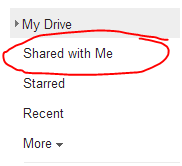 My Drive
Shared with Me
Starred
Recent
More